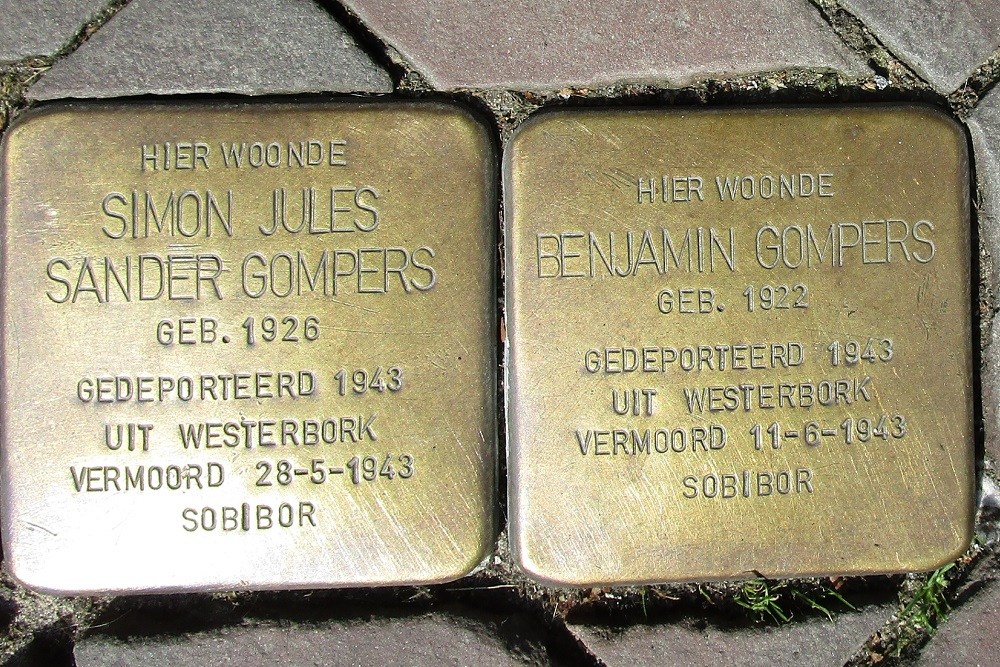 HIER WOONDE
SIMON JULES
SANDER GOMPERS
GEB. 1926
GEDEPORTEERD 1943
UIT WESTERBORK
VERMOORD 28-5-1943
SOBIBOR
HIER WOONDE
BENJAMIN GOMPERS
GEB. 1922
GEDEPORTEERD 1943
UIT WESTERBORK
VERMOORD 11-6-1943
SOBIBOR